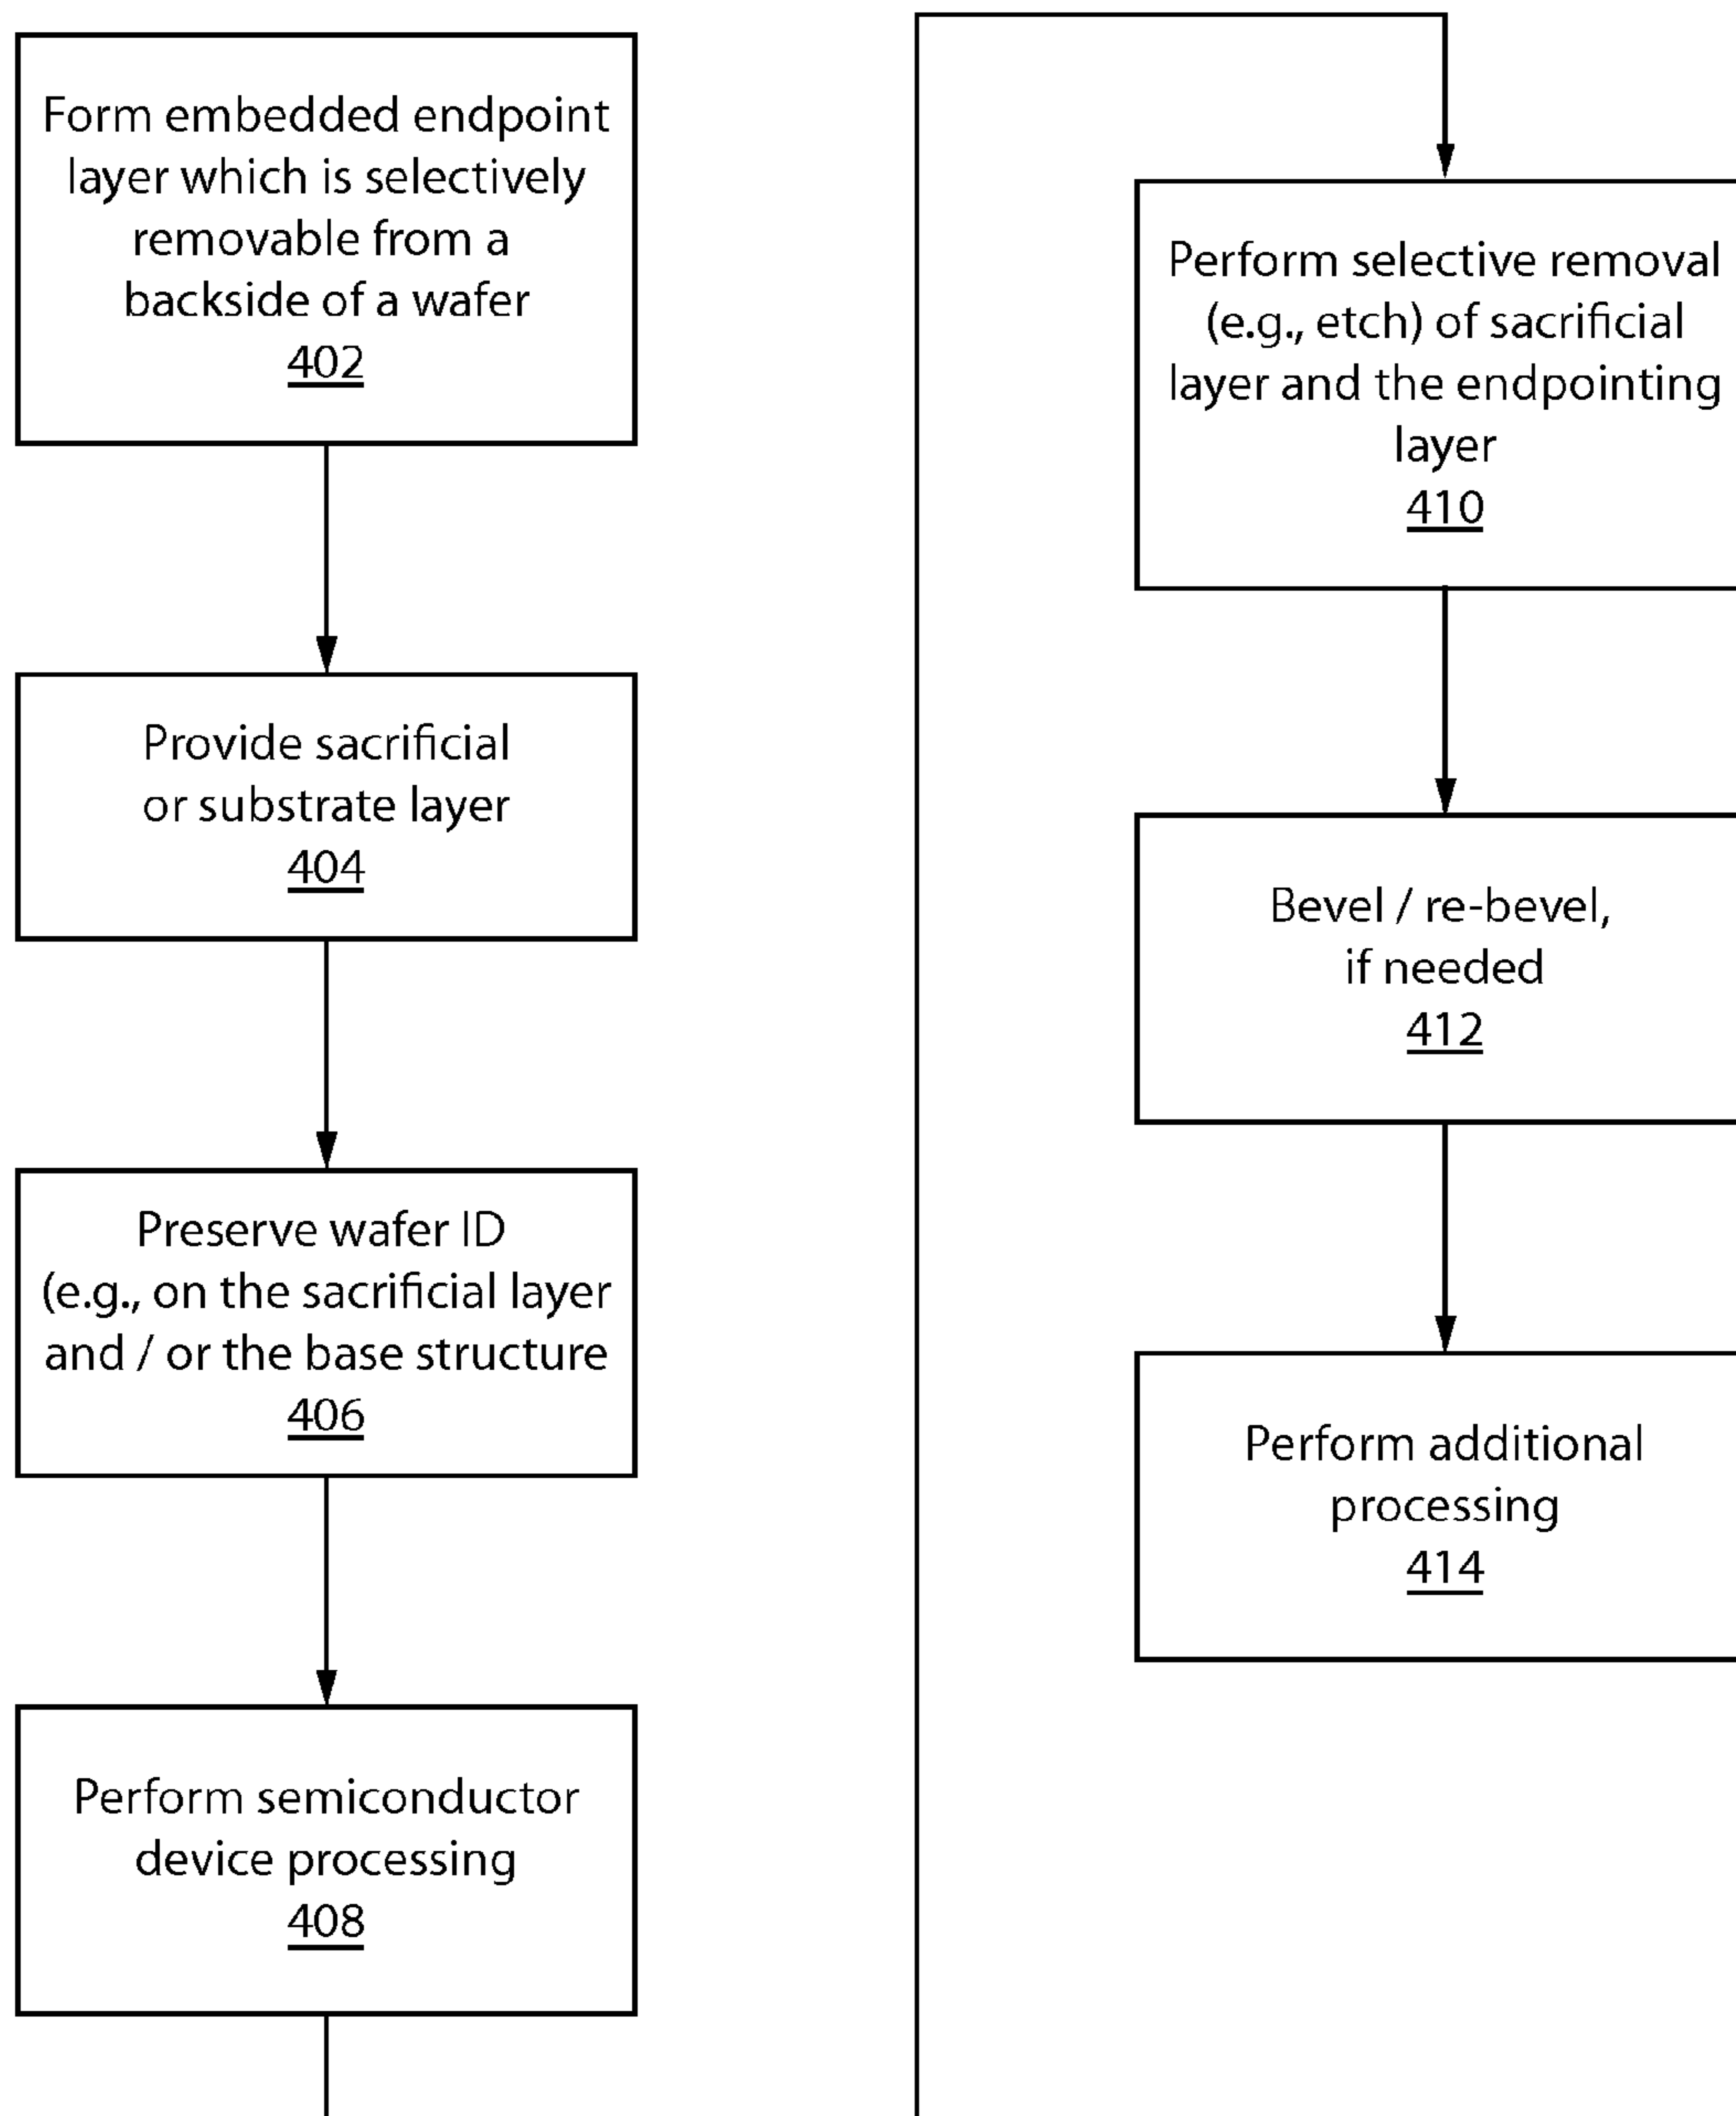 Form embedded endpoint
layer which is selectively
removable from a
backside of a wafer
402
Provide sacrificial
or substrate layer
404
Preserve wafer ID
(e.g., on the sacrificial layer
and / or the base structure
406
Perform semiconductor
device processing
408
Perform selective removal
(e.g., etch) of sacrificial
layer and the endpointing
layer
410
Bevel / re-bevel,
if needed
412
Perform additional
processing
414